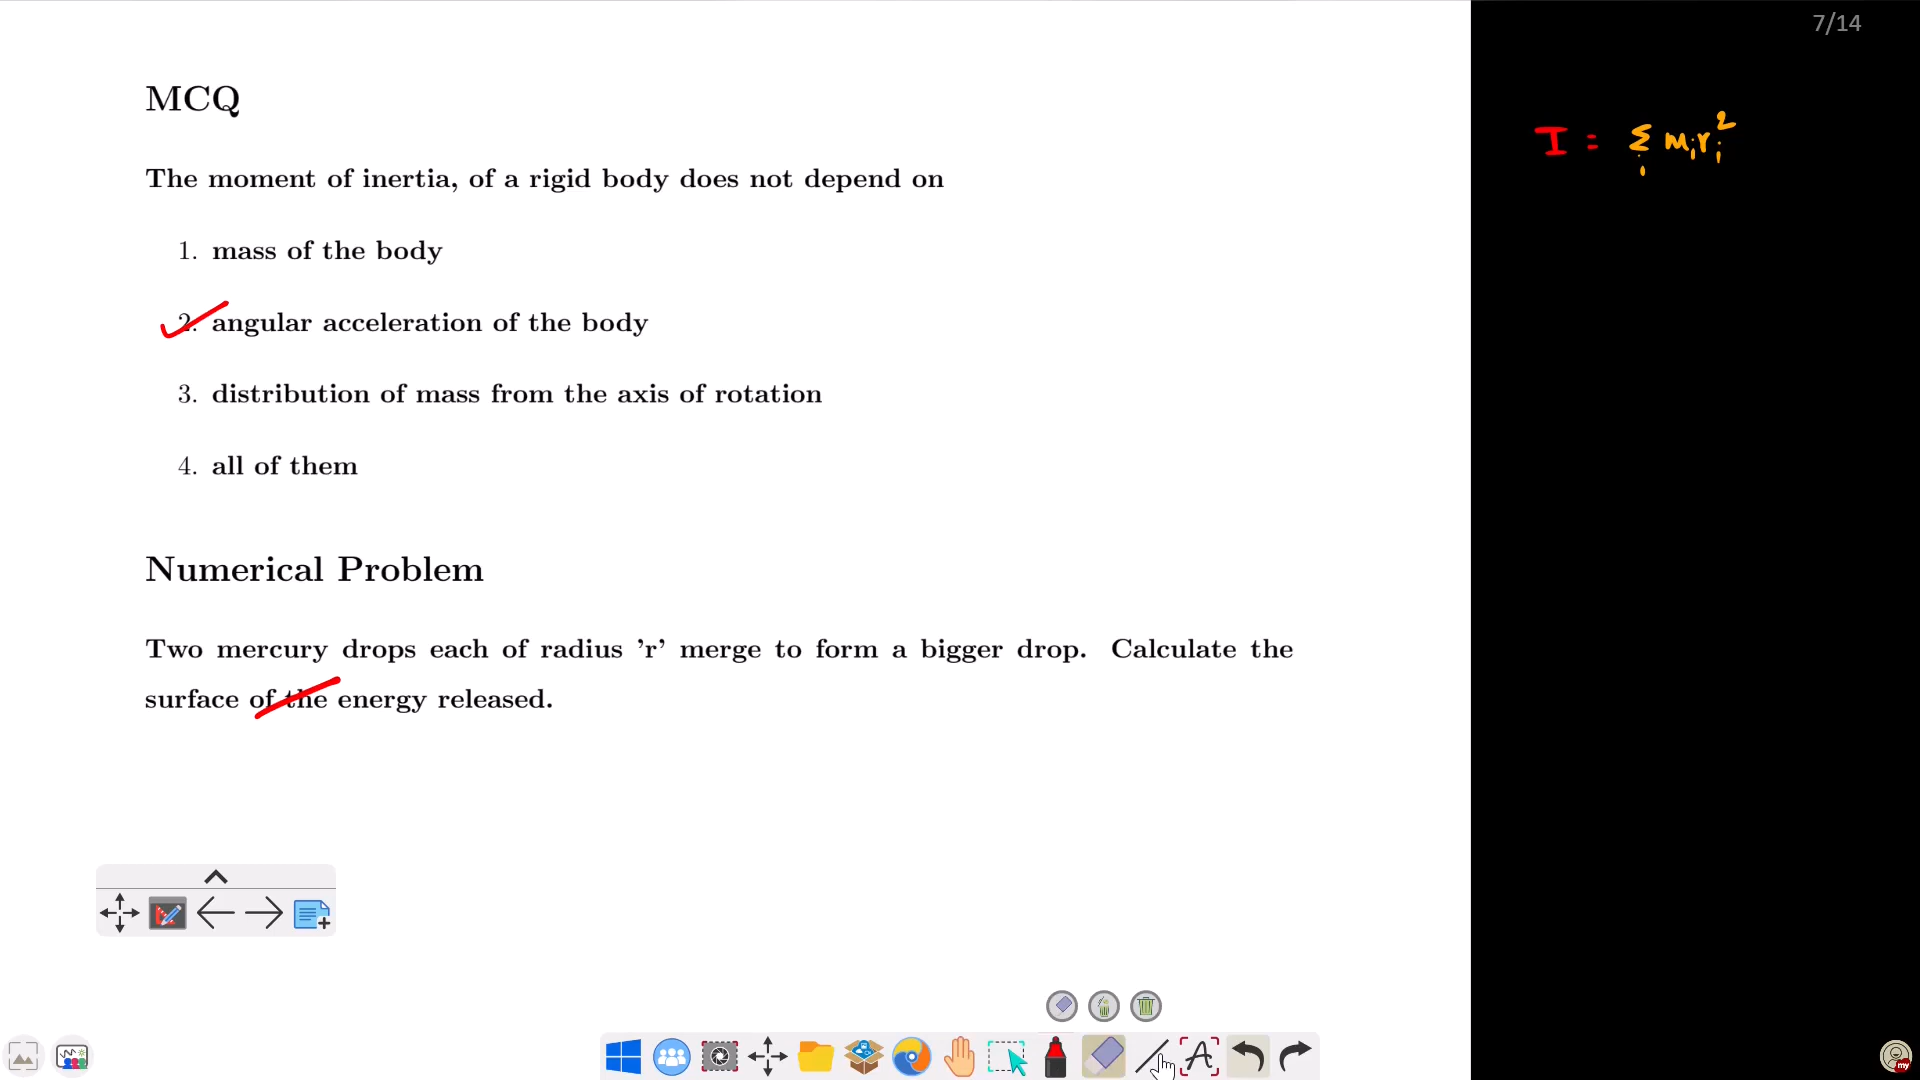 7/14
MCQ
I = Σ mᵢrᵢ²
i
The moment of inertia, of a rigid body does not depend on
1. mass of the body
2. angular acceleration of the body
3. distribution of mass from the axis of rotation
4. all of them
Numerical Problem
Two mercury drops each of radius ’r’ merge to form a bigger drop. Calculate the
surface of the energy released.
my